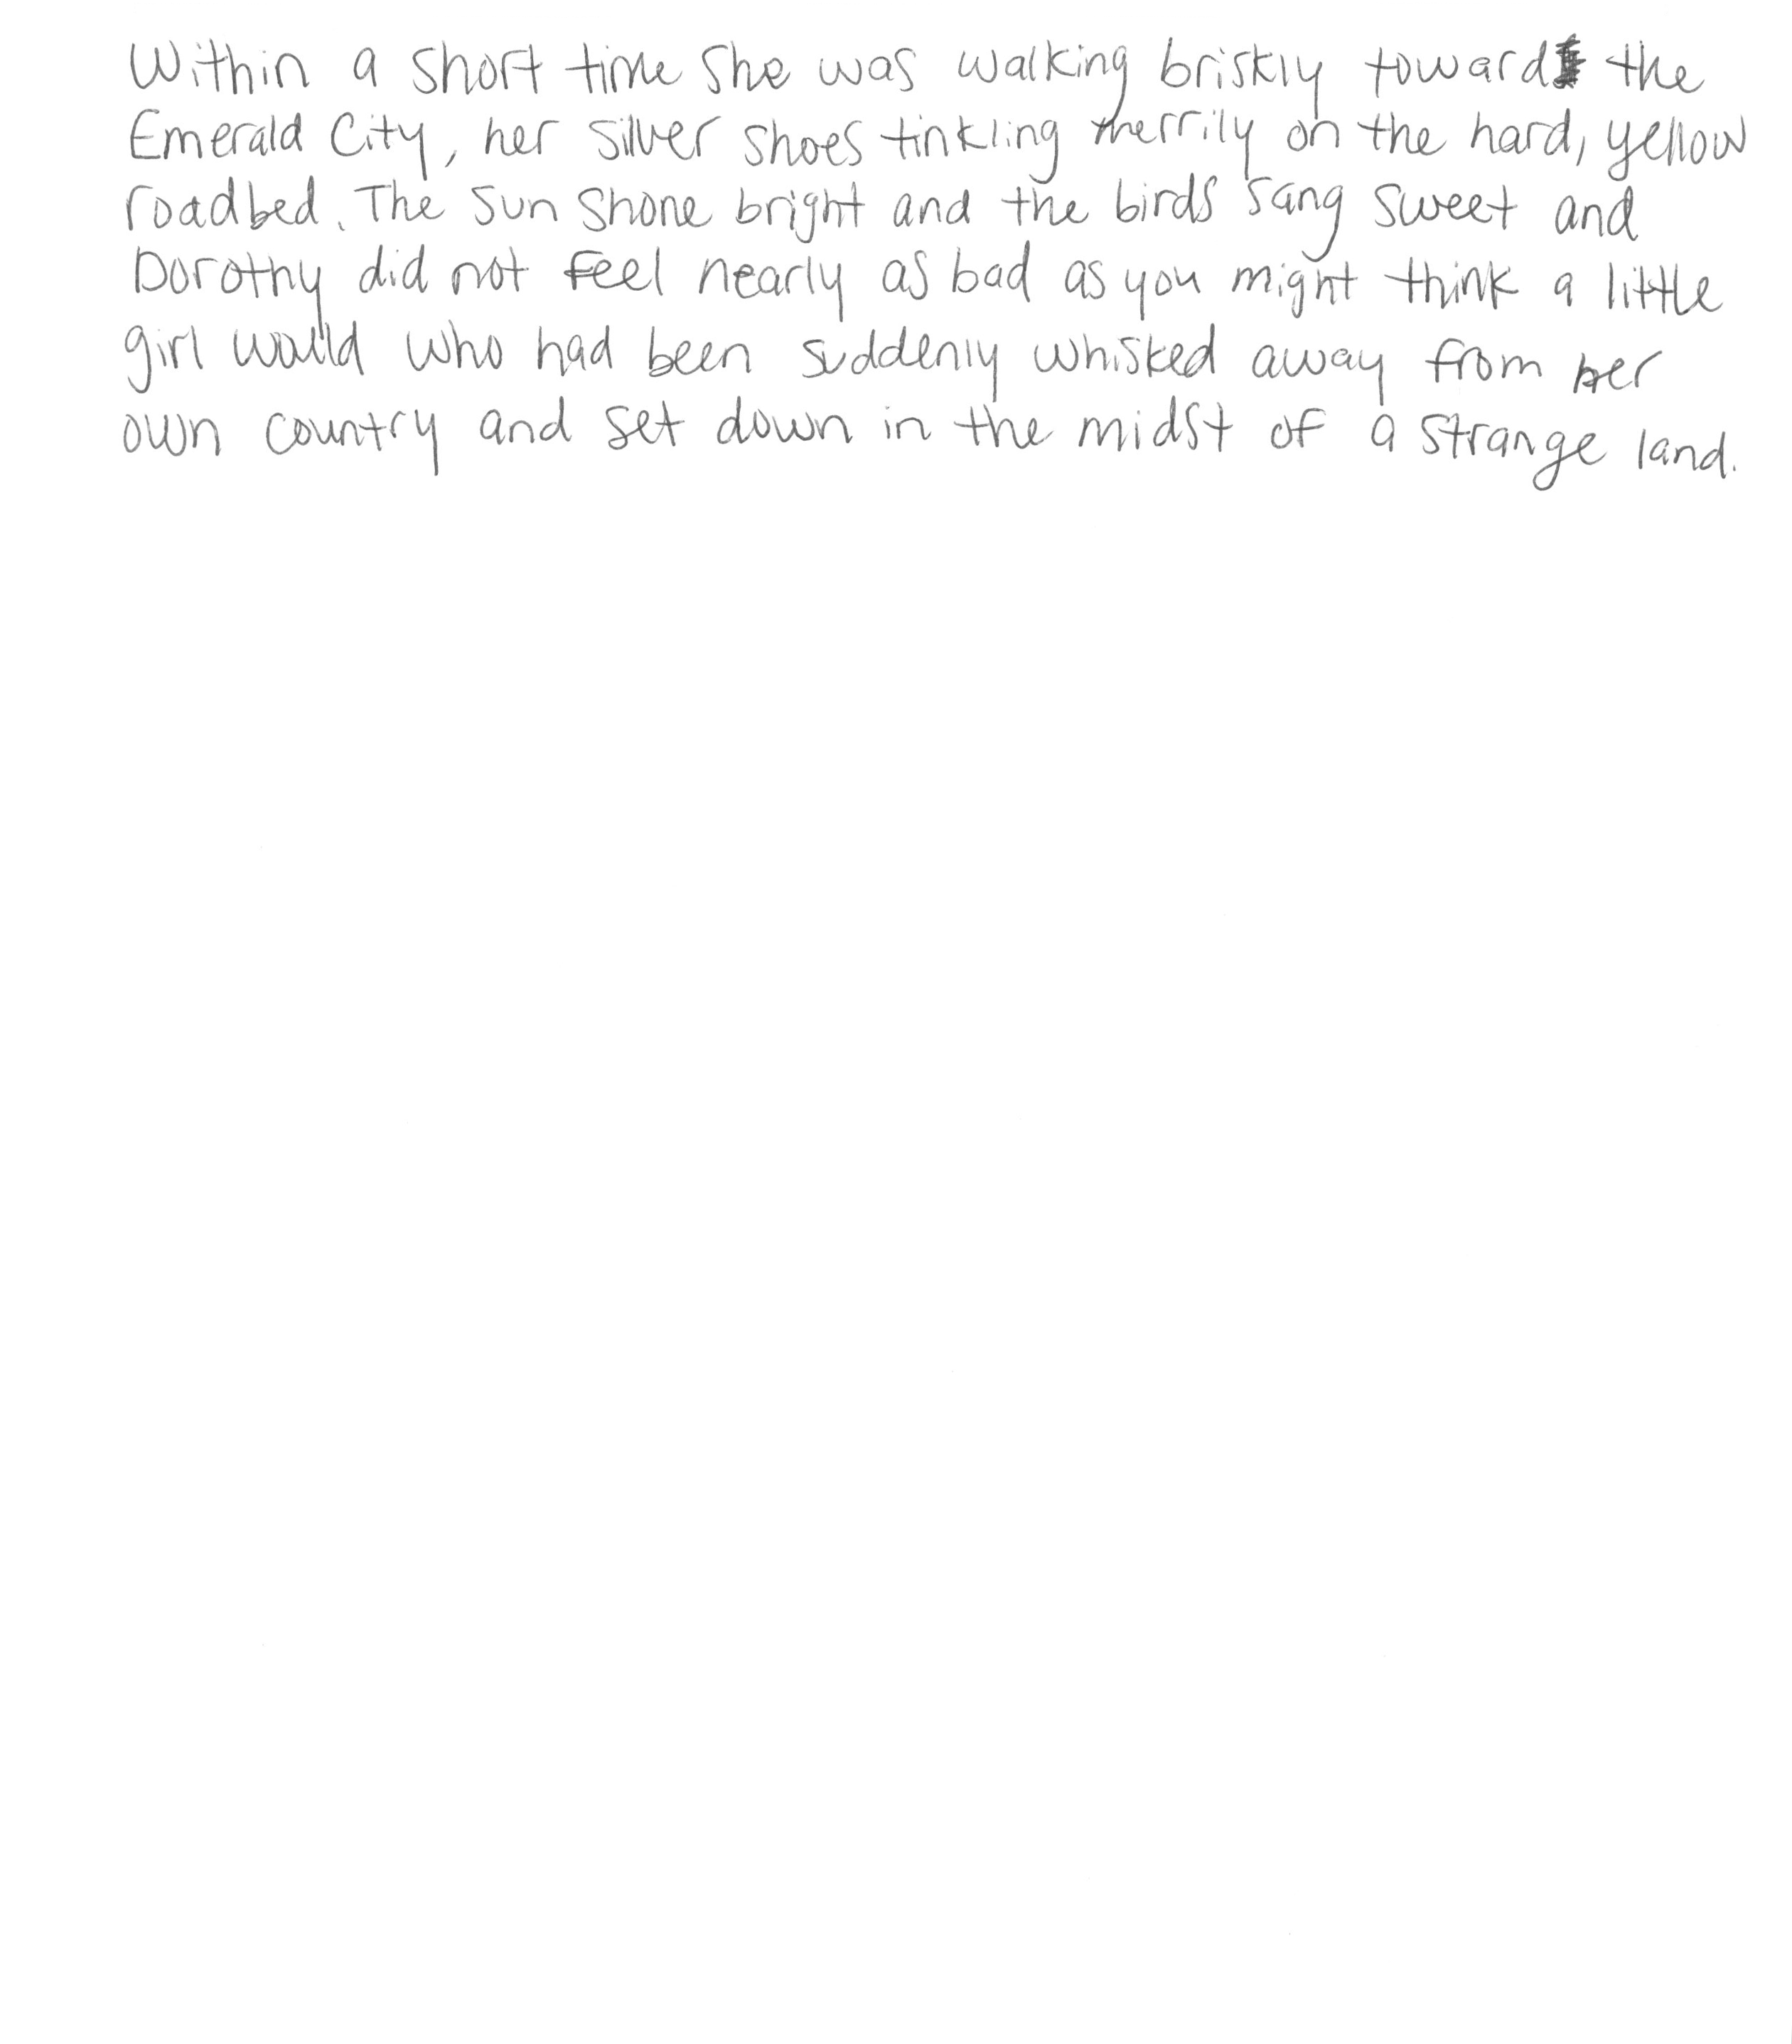 Within a short time she was walking briskly toward the
Emerald City, her silver shoes tinkling merrily on the hard, yellow
roadbed. The sun shone bright and the birds sang sweet and
Dorothy did not feel nearly as bad as you might think a little
girl would who had been suddenly whisked away from her
own country and set down in the midst of a strange land.